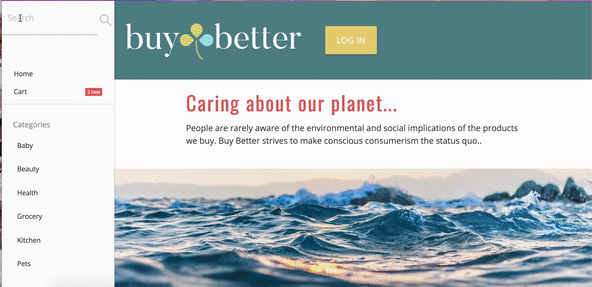 Search
Home
Cart
2 new
Categories
Baby
Beauty
Health
Grocery
Kitchen
Pets
buy better
LOG IN
Caring about our planet...
People are rarely aware of the environmental and social implications of the products
we buy. Buy Better strives to make conscious consumerism the status quo..